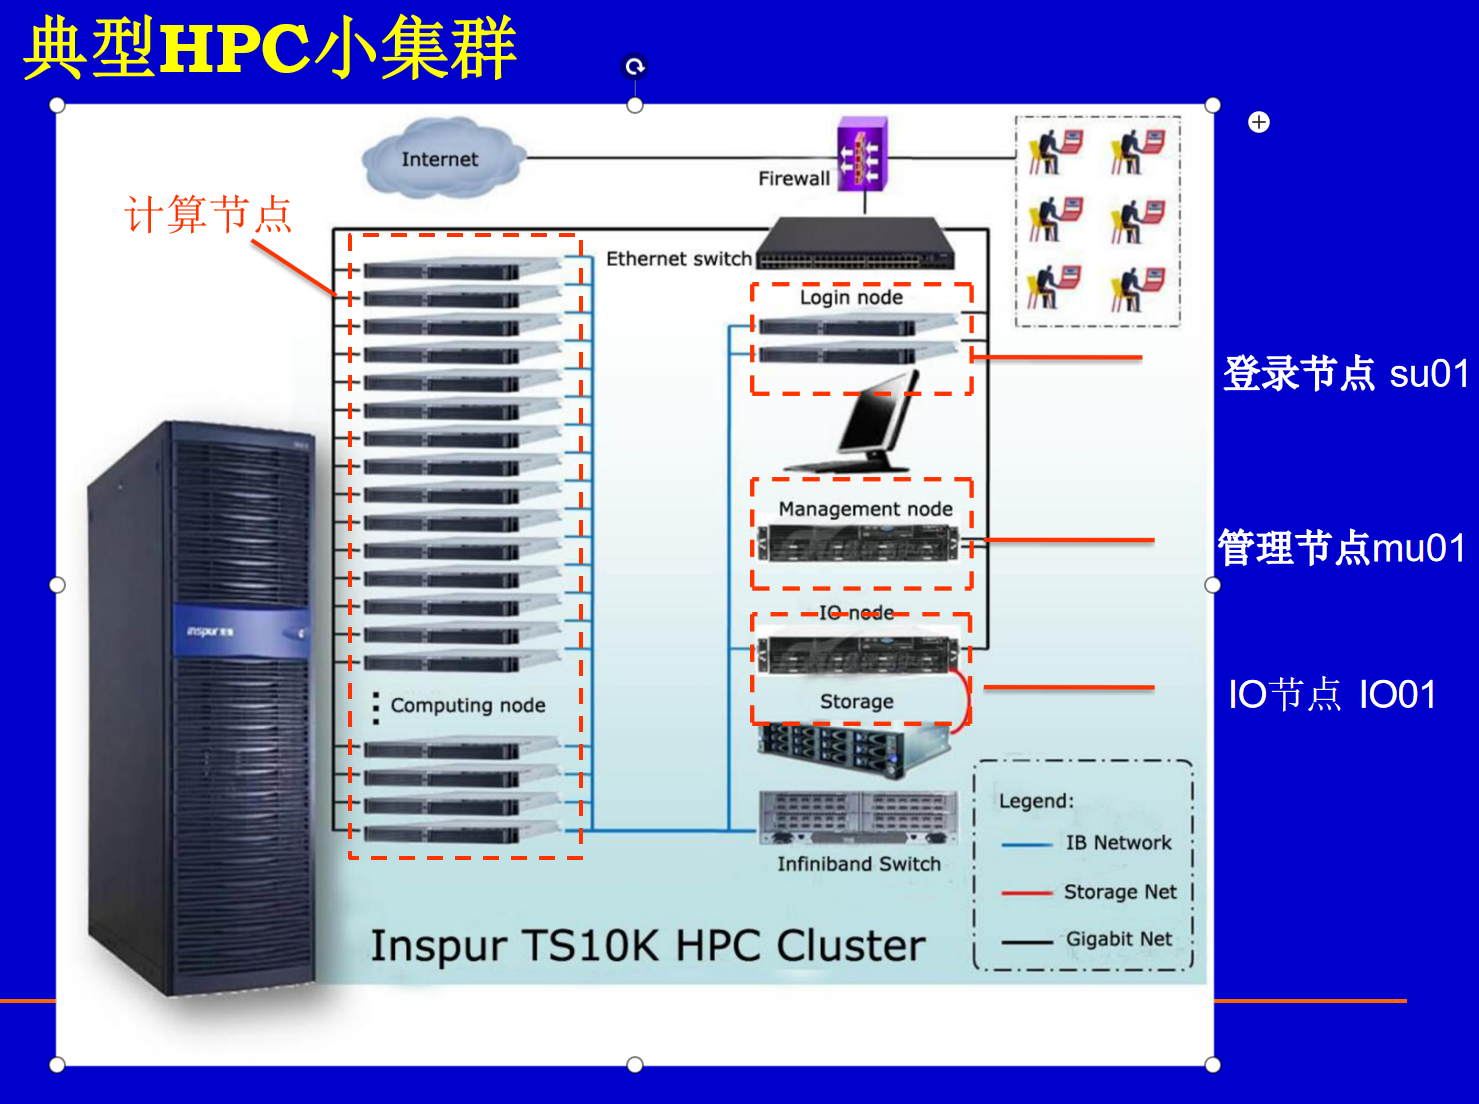 典型HPC小集群
Internet
Firewall
计算节点
Ethernet switch
Login node
登录节点 su01
Management node
管理节点mu01
IO node
Storage
IO节点 IO01
inspur 浪潮
Computing node
Legend:
IB Network
Storage Net
Gigabit Net
Infiniband Switch
Inspur TS10K HPC Cluster